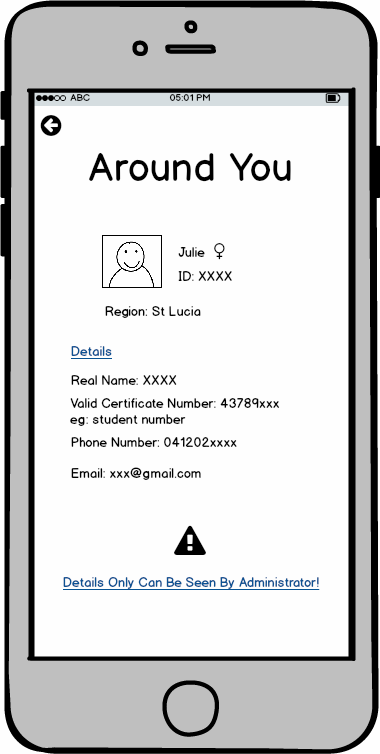 ABC 05:01 PM
Around You
Julie ♀
ID: XXXX
Region: St Lucia
Details
Real Name: XXXX
Valid Certificate Number: 43789xxx
eg: student number
Phone Number: 041202xxxx
Email: xxx@gmail.com
Details Only Can Be Seen By Administrator!